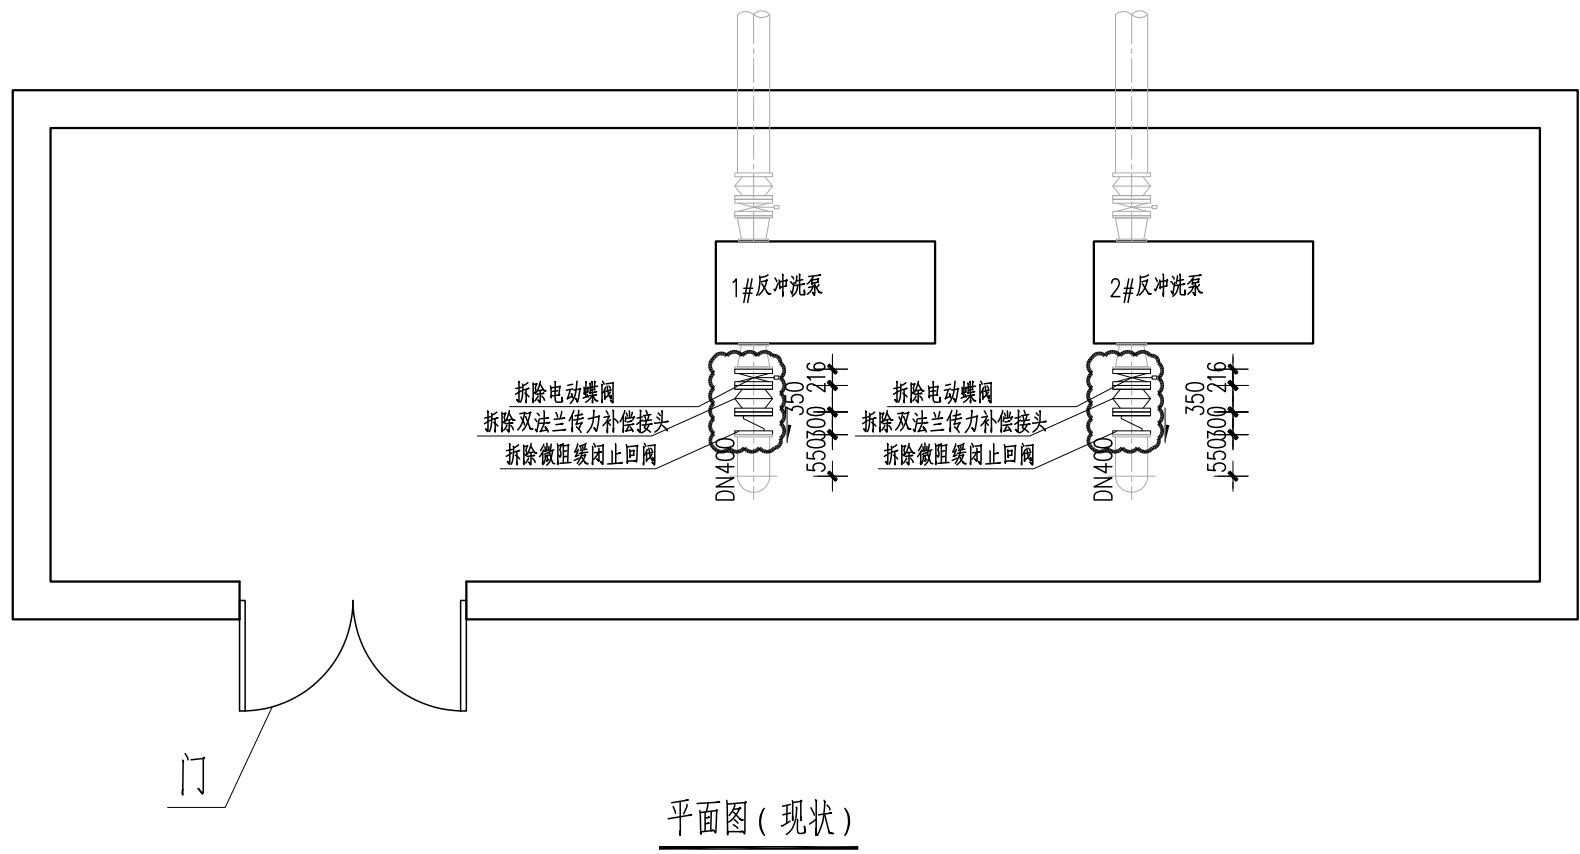 1#反冲洗泵
2#反冲洗泵
拆除电动蝶阀
拆除双法兰传力补偿接头
拆除微阻缓闭止回阀
DN400
216
350
300
550
拆除电动蝶阀
拆除双法兰传力补偿接头
拆除微阻缓闭止回阀
DN400
216
350
300
550
门
平面图(现状)